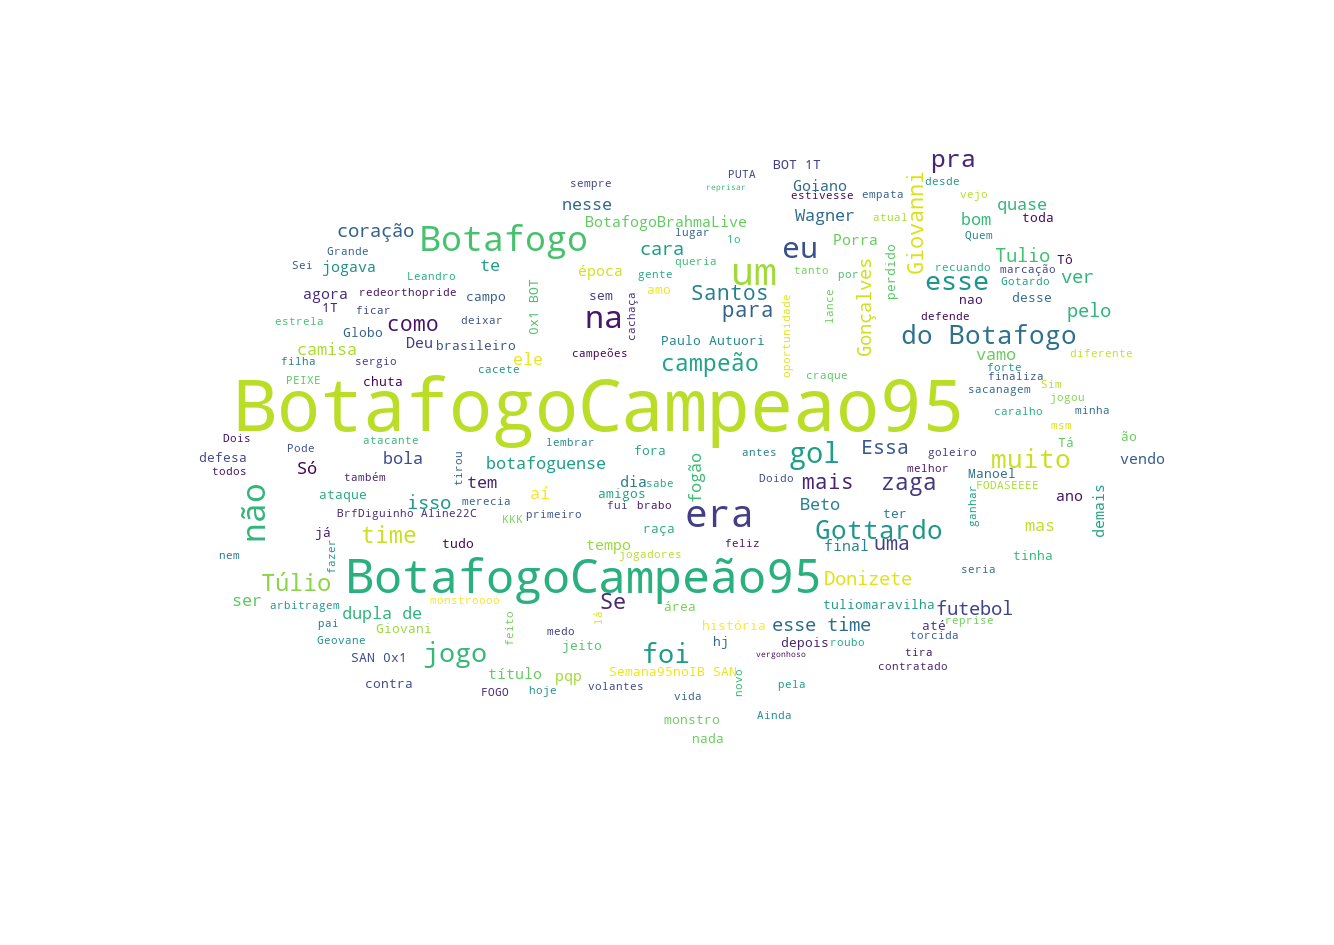 pra
BOT 1T
PUTA
desde
sempre
reprisar
Goiano
estivesse
empata
vejo
Giovanni
nesse
BotafogoBrahmaLive
Wagner
atual
bom
quase
toda
Quem
coração
Botafogo
lugar
1o
Porra
eu
Grande
cara
Tulio
Tô
Sei
jogava
Leandro
te
época
gente
queria
um
tanto
por
perdido
recuando
marcação
ver
esse
Gotardo
agora
redeorthopride
campo
sem
amo
Santos
desse
nao
1T
ficar
0x1 BOT
cachaça
para
oportunidade
lance
Gonçalves
defende
pelo
estrela
como
deixar
na
Globo
Deu
brasileiro
Paulo Autuori
do Botafogo
camisa
filha
sergio
ele
campeões
campeão
vamo
diferente
cacete
forte
PEIXE
chuta
craque
finaliza
sacanagem
Sim
jogou
BotafogoCampeao95
caralho
minha
msm
Dois
atacante
lembrar
Tá
ão
Pode
fora
antes
gol
Essa
goleiro
defesa
bola
tirou
botafoguense
muito
vendo
todos
Só
fogão
melhor
também
tem
dia
sabe
Doido
mais
zaga
Manoel
FODASEEEE
ataque
isso
merecia
aí
amigos
ano
não
fui
brabo
Beto
ganhar
demais
BrfDiguinho Aline22C
KKK
primeiro
era
ter
já
time
raça
Gottardo
mas
tudo
tempo
feliz
final
uma
nem
fazer
jogadores
tinha
seria
Túlio
BotafogoCampeão95
Donizete
ser
arbitragem
monstroooo
Se
área
tuliomaravilha
futebol
dupla de
pai
Giovani
feito
lá
história
esse time
até
reprise
Geovane
medo
hj
depois
roubo
torcida
jogo
jeito
foi
SAN 0x1
vergonhoso
tira
contratado
contra
título
pqp
Semana95noIB SAN
novo
FOGO
hoje
volantes
vida
pela
monstro
Ainda
nada